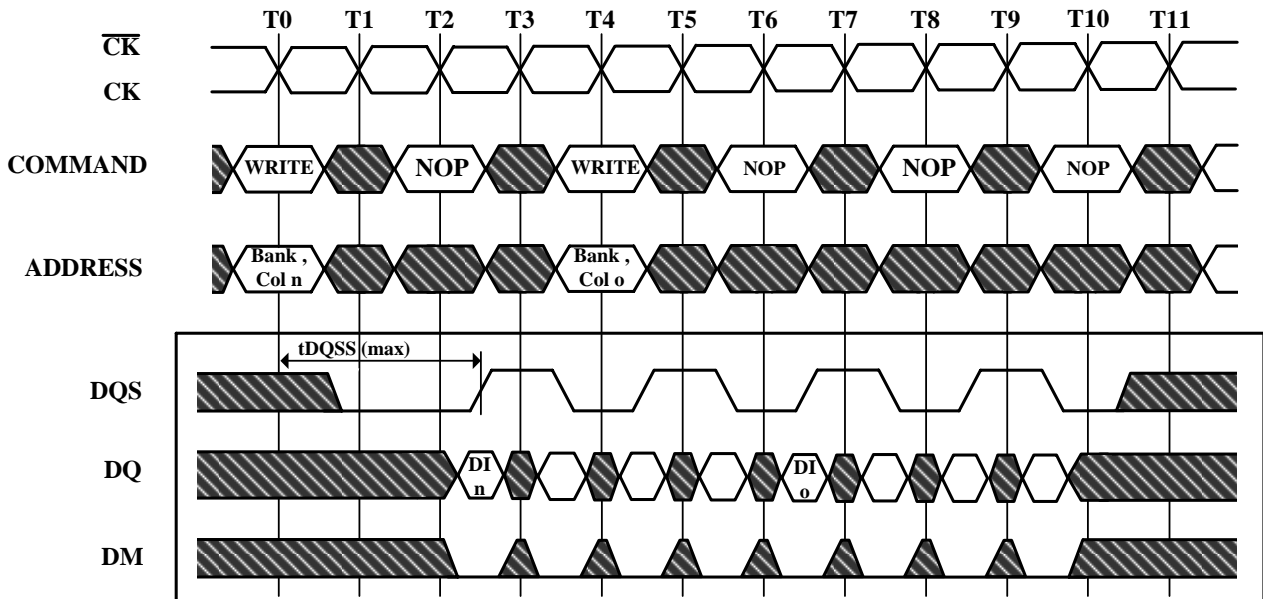 T0 T1 T2 T3 T4 T5 T6 T7 T8 T9 T10 T11
CK
CK
COMMAND WRITE NOP WRITE NOP NOP NOP
ADDRESS Bank , Col n Bank , Col o
tDQSS (max)
DQS
DQ DI n DI o
DM